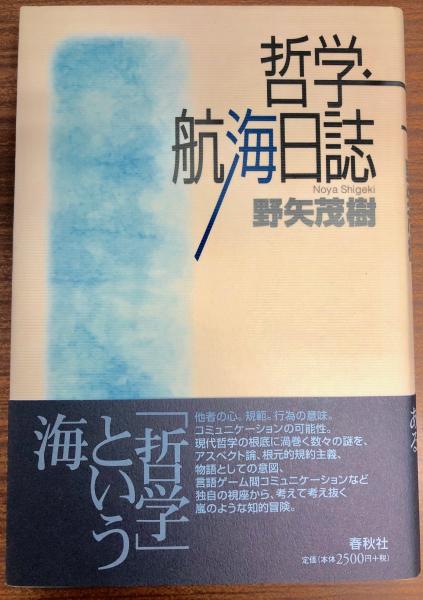 哲学・
航海日誌
Noya Shigeki
野矢茂樹
「哲学」
という
海
他者の心。規範。行為の意味。
コミュニケーションの可能性。
現代哲学の根底に渦巻く数々の謎を、
アスペクト論、根元的規約主義、
物語としての意図、
言語ゲーム間コミュニケーションなど
独自の視座から、考えて考え抜く
嵐のような知的冒険。
春秋社
定価（本体2500円+税）
ある